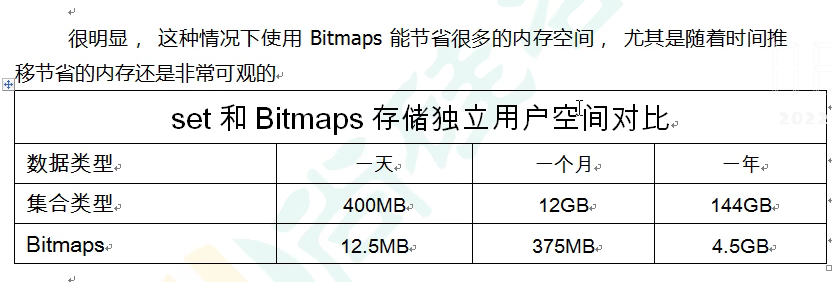 很明显 ， 这种情况下使用 Bitmaps 能节省很多的内存空间 ， 尤其是随着时间推
移节省的内存还是非常可观的
set 和 Bitmaps 存储独立用户空间对比
数据类型 一天 一个月 一年
集合类型 400MB 12GB 144GB
Bitmaps 12.5MB 375MB 4.5GB
2022